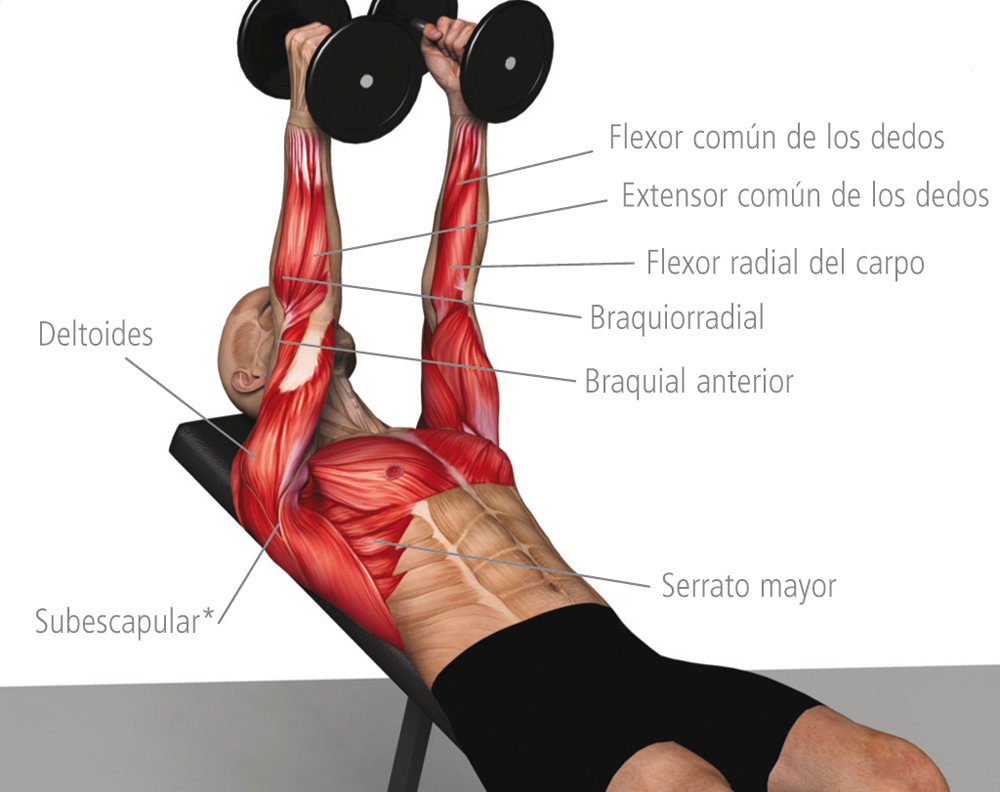 Flexor común de los dedos
Extensor común de los dedos
Flexor radial del carpo
Braquiorradial
Deltoides
Braquial anterior
Serrato mayor
Subescapular*